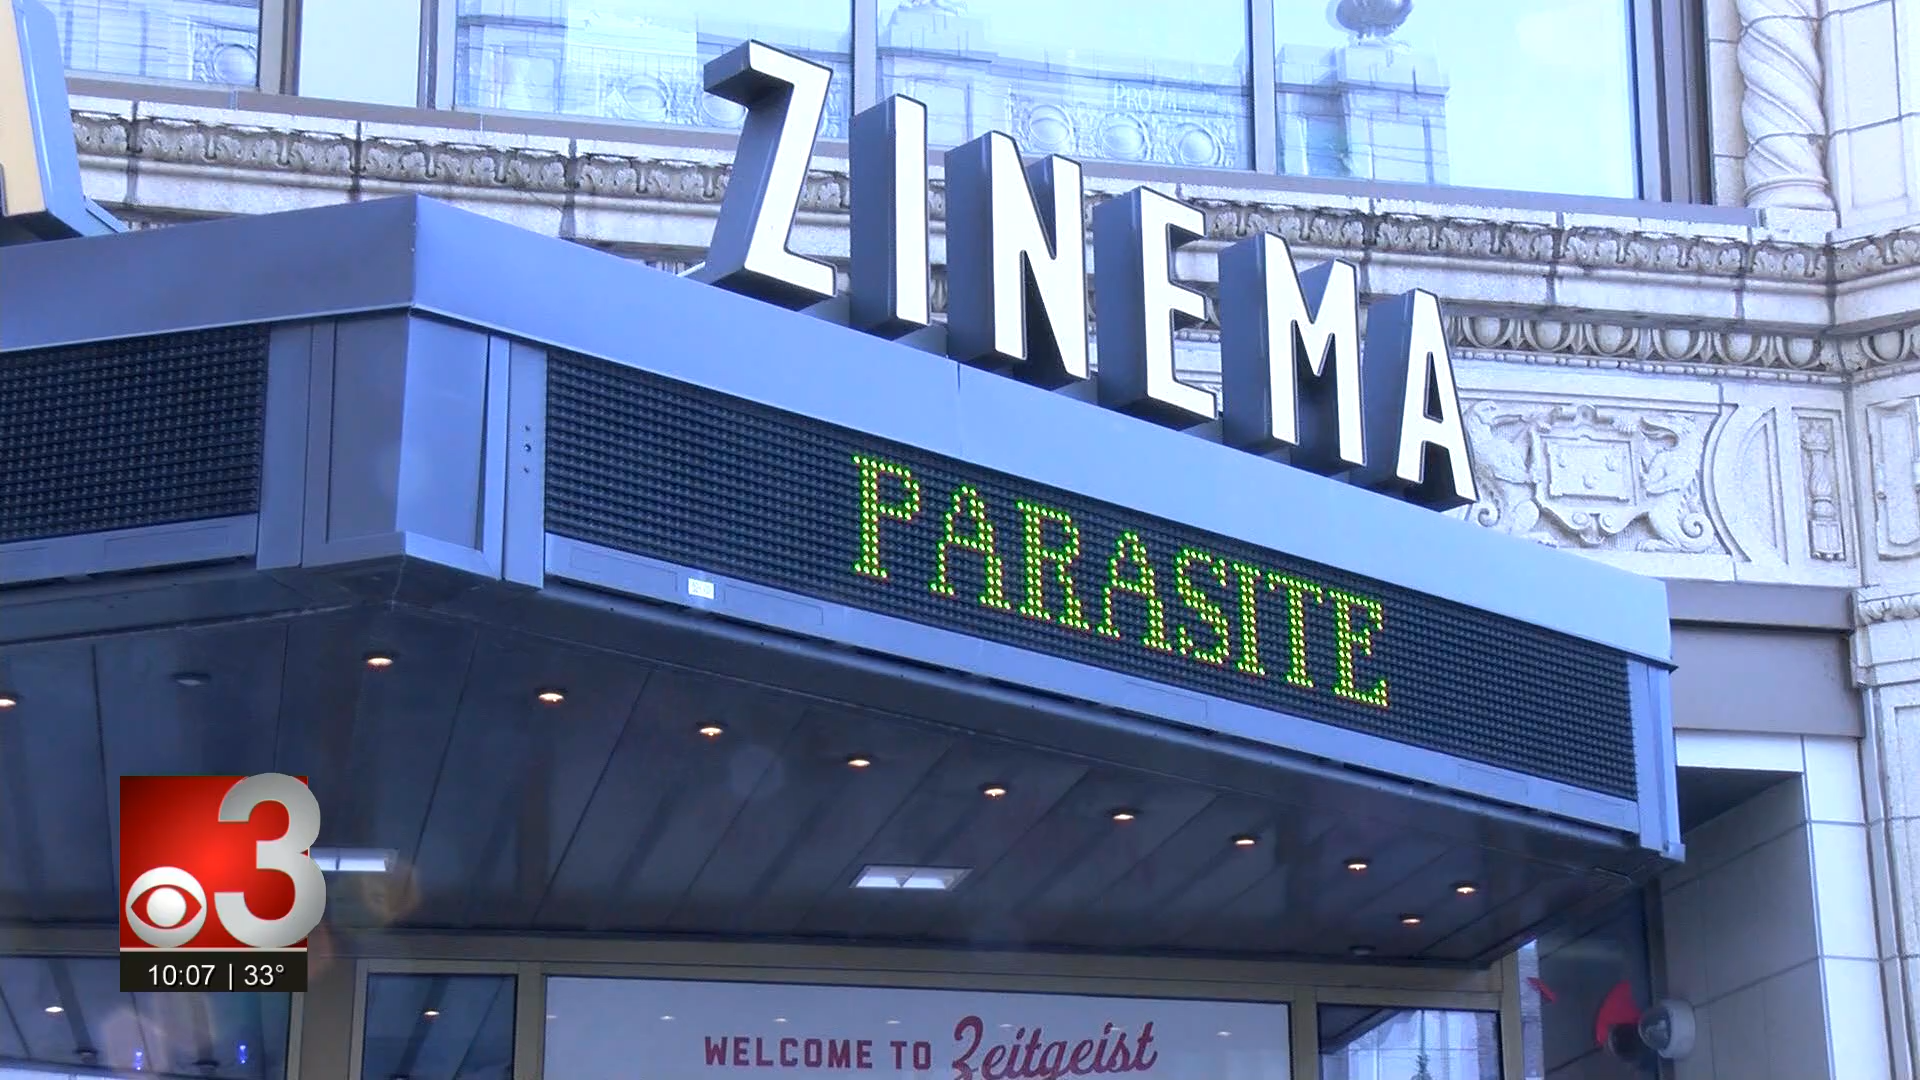 ZINEMA
PARASITE
3
10:07 | 33°
WELCOME TO Zeitgeist